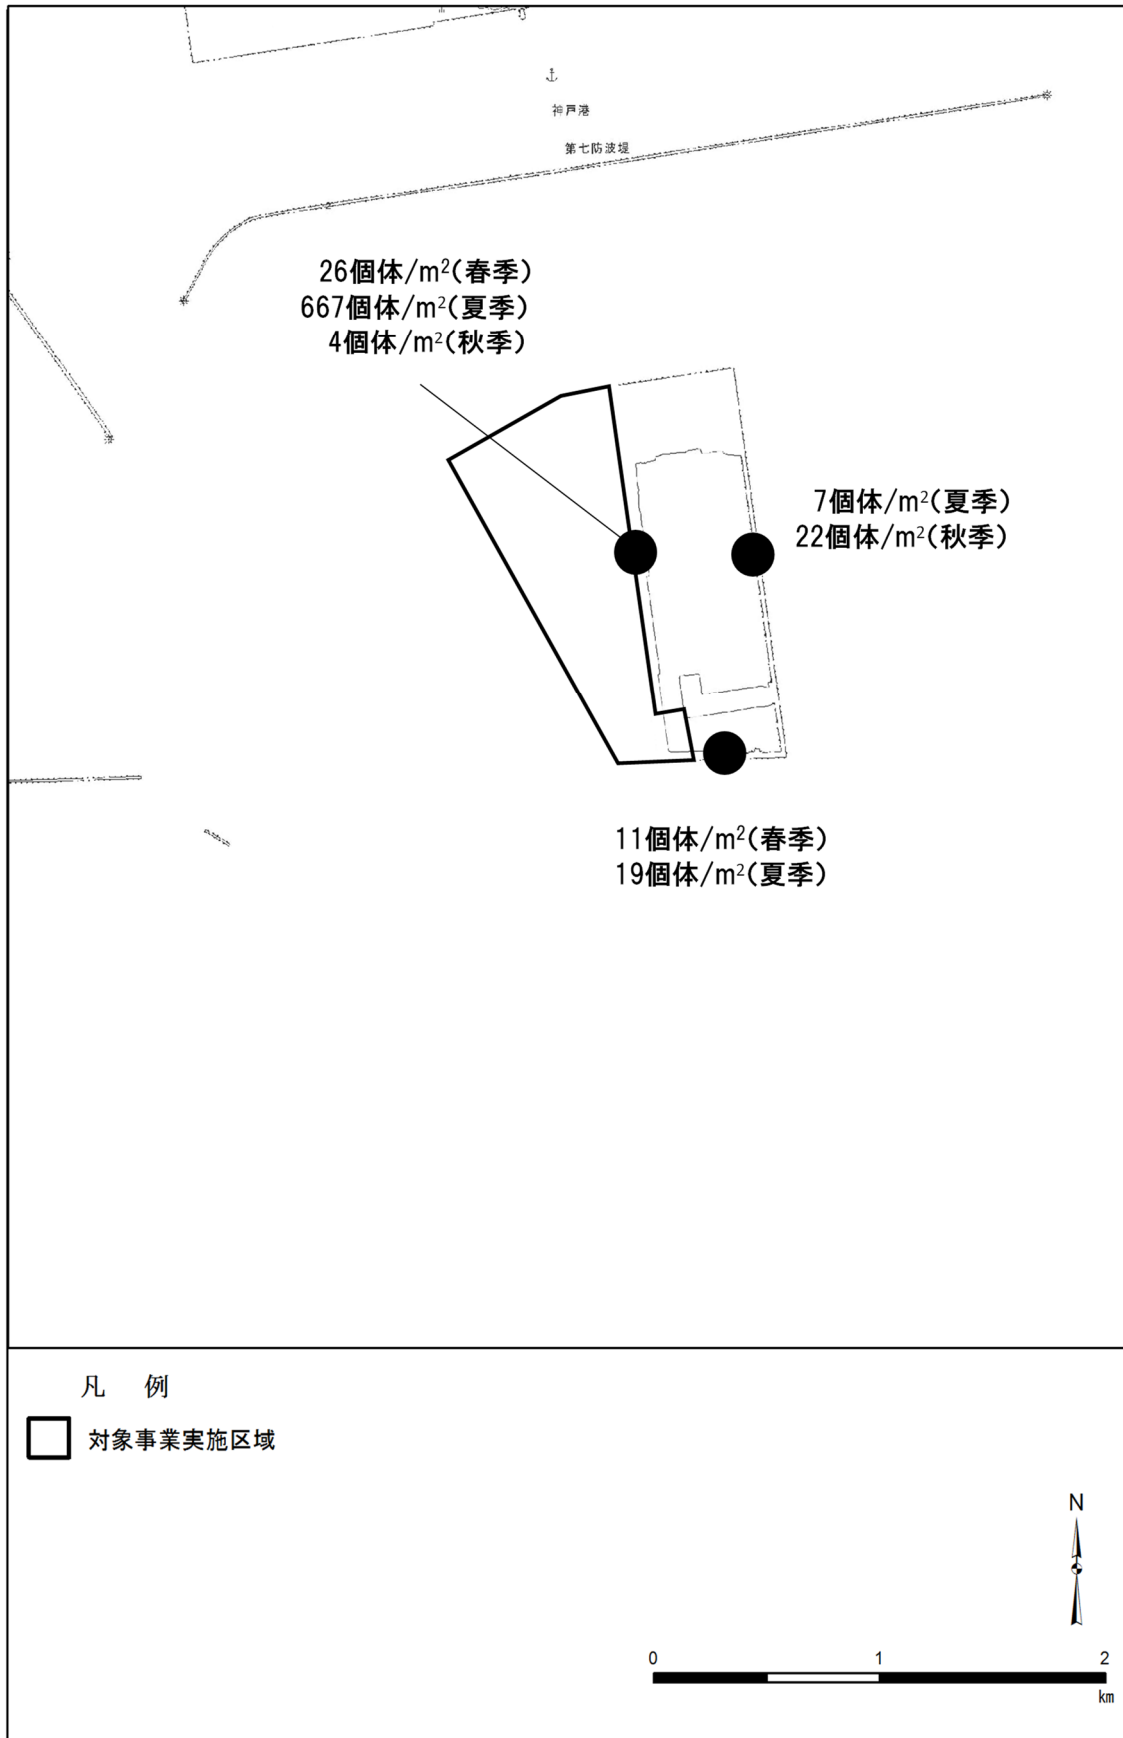 神戸港
第七防波堤
26個体/m²(春季)
667個体/m²(夏季)
4個体/m²(秋季)
7個体/m²(夏季)
22個体/m²(秋季)
11個体/m²(春季)
19個体/m²(夏季)
凡 例
対象事業実施区域
N
0 1 2
km